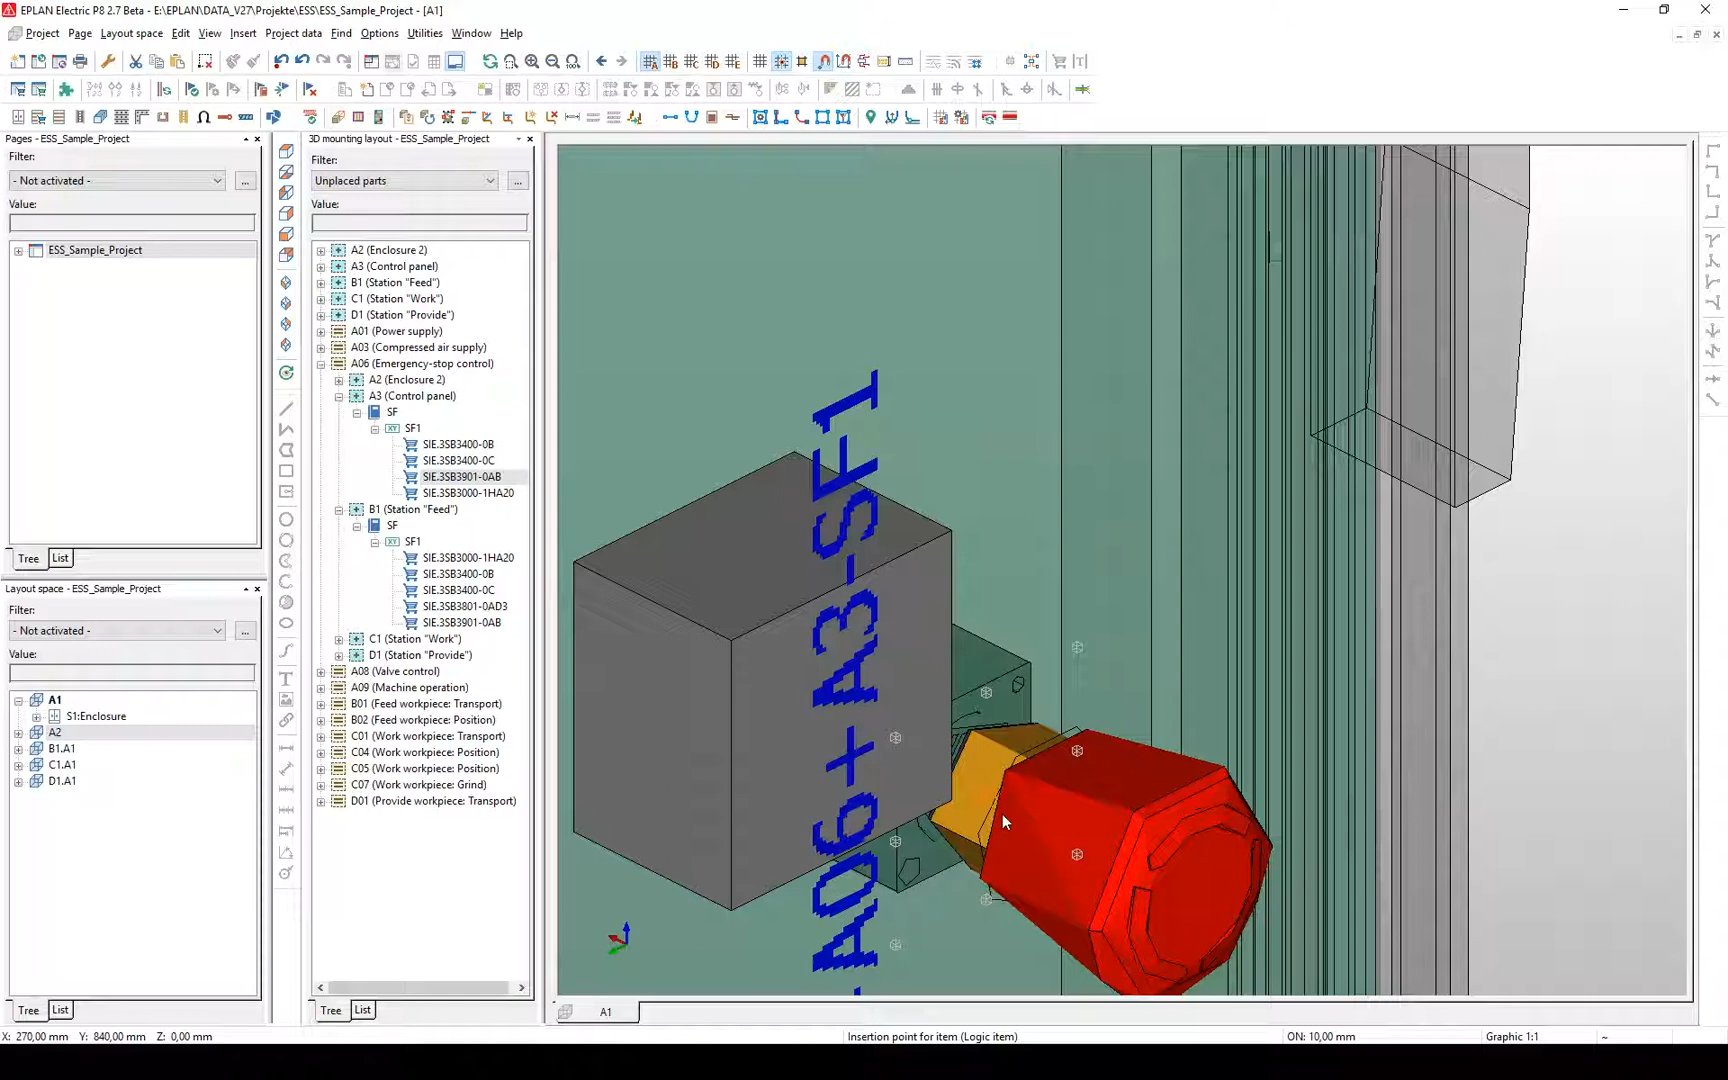 EPLAN Electric P8 2.7 Beta - E:\EPLAN\DATA_V27\Projekte\ESS\ESS_Sample_Project - [A1]
Project Page Layout space Edit View Insert Project data Find Options Utilities Window Help
Pages - ESS_Sample_Project
Filter:
- Not activated -
...
Value:
ESS_Sample_Project
Tree List
Layout space - ESS_Sample_Project
Filter:
- Not activated -
...
Value:
A1
S1:Enclosure
A2
B1.A1
C1.A1
D1.A1
Tree List
3D mounting layout - ESS_Sample_Project
Filter:
Unplaced parts
...
Value:
A2 (Enclosure 2)
A3 (Control panel)
B1 (Station "Feed")
C1 (Station "Work")
D1 (Station "Provide")
A01 (Power supply)
A03 (Compressed air supply)
A06 (Emergency-stop control)
A2 (Enclosure 2)
A3 (Control panel)
SF
SF1
SIE.3SB3400-0B
SIE.3SB3400-0C
SIE.3SB3901-0AB
SIE.3SB3000-1HA20
B1 (Station "Feed")
SF
SF1
SIE.3SB3000-1HA20
SIE.3SB3400-0B
SIE.3SB3400-0C
SIE.3SB3801-0AD3
SIE.3SB3901-0AB
C1 (Station "Work")
D1 (Station "Provide")
A08 (Valve control)
A09 (Machine operation)
B01 (Feed workpiece: Transport)
B02 (Feed workpiece: Position)
C01 (Work workpiece: Transport)
C04 (Work workpiece: Position)
C05 (Work workpiece: Position)
C07 (Work workpiece: Grind)
D01 (Provide workpiece: Transport)
Tree List
A06+A3-SF1
A1
X: 270,00 mm Y: 840,00 mm Z: 0,00 mm
Insertion point for item (Logic item)
ON: 10,00 mm
Graphic 1:1
~